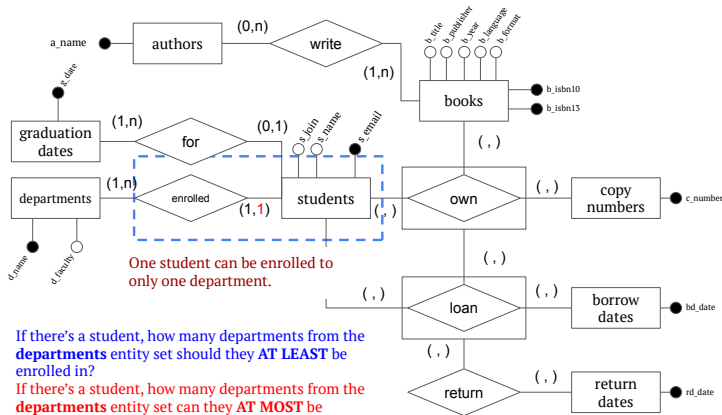 a_name
authors
(0,n)
write
(1,n)
b_title
b_publisher
b_year
b_language
b_format
books
b_isbn10
b_isbn13
g_date
graduation
dates
(1,n)
for
(0,1)
s_join
s_name
s_email
( , )
departments
(1,n)
enrolled
(1,1)
students
( , )
own
( , )
copy
numbers
c_number
d_name
d_faculty
One student can be enrolled to
only one department.
( , )
( , )
loan
( , )
borrow
dates
bd_date
If there's a student, how many departments from the
departments entity set should they AT LEAST be
enrolled in?
If there's a student, how many departments from the
departments entity set can they AT MOST be
( , )
return
( , )
return
dates
rd_date